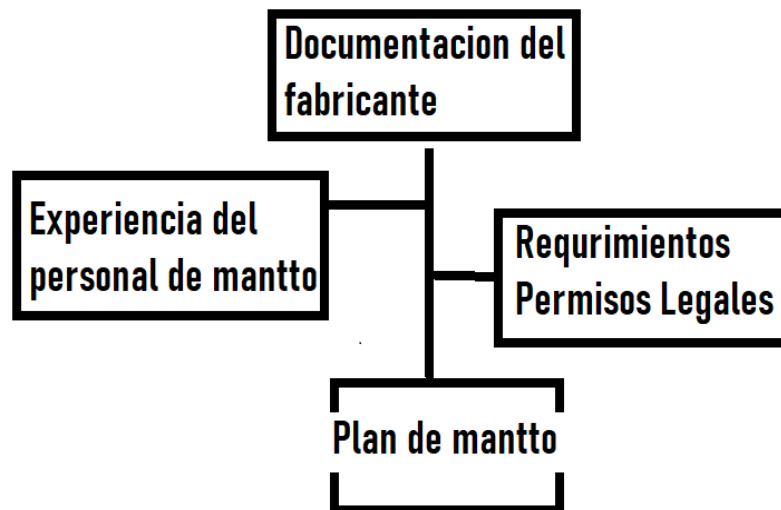 Documentacion del
fabricante
Experiencia del
personal de mantto
Requrimientos
Permisos Legales
Plan de mantto